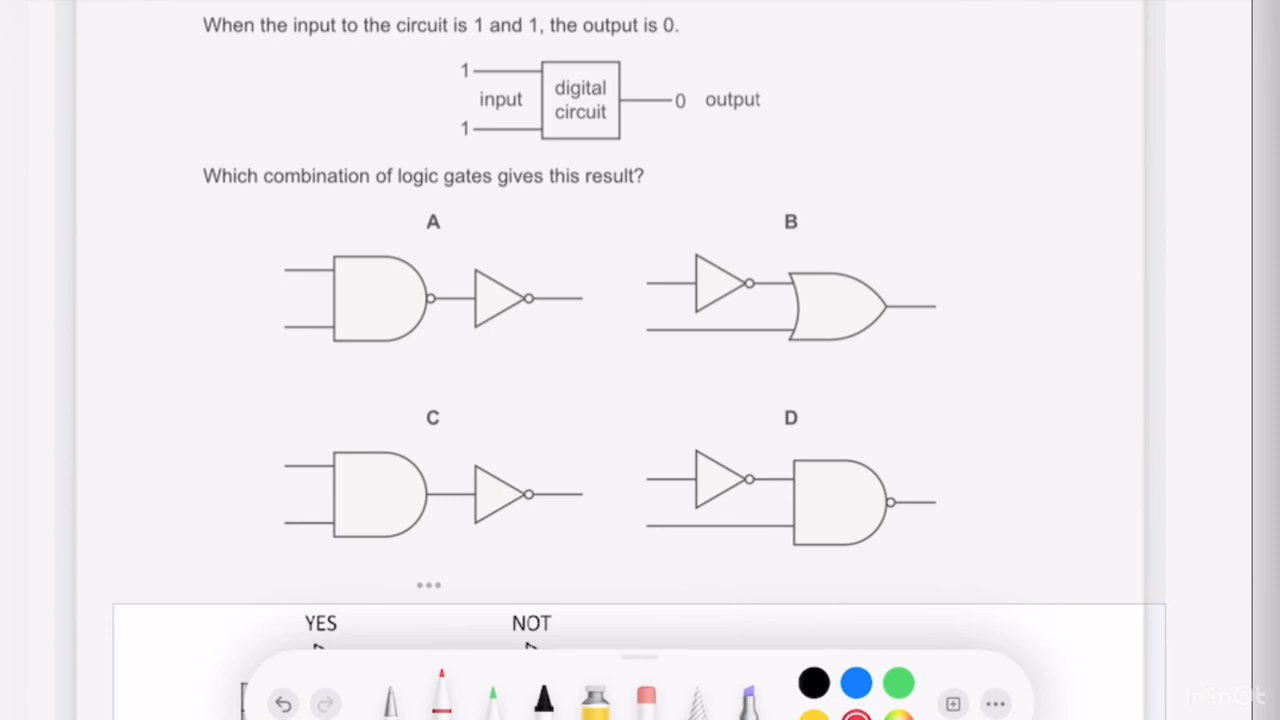 When the input to the circuit is 1 and 1, the output is 0.
1
input
digital
circuit
0 output
1
Which combination of logic gates gives this result?
A
B
C
D
YES
NOT
InShOt